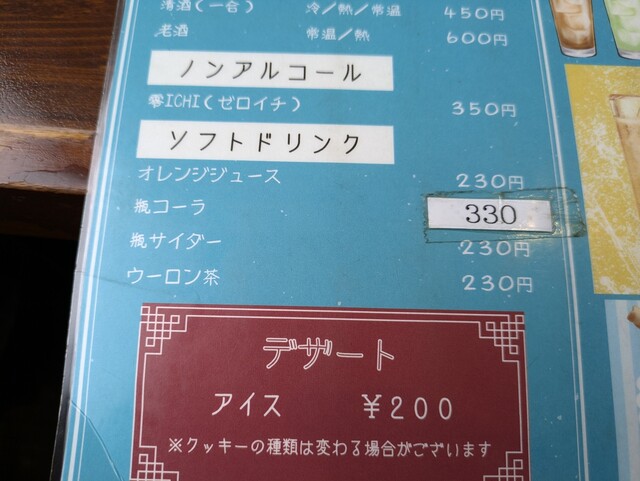 清酒(一合) 冷/熱/常温 450円
老酒 常温/熱 600円
ノンアルコール
零ICHI(ゼロイチ) 350円
ソフトドリンク
オレンジジュース 230円
瓶コーラ 330
瓶サイダー 230円
ウーロン茶 230円
デザート
アイス ¥200
※クッキーの種類は変わる場合がございます